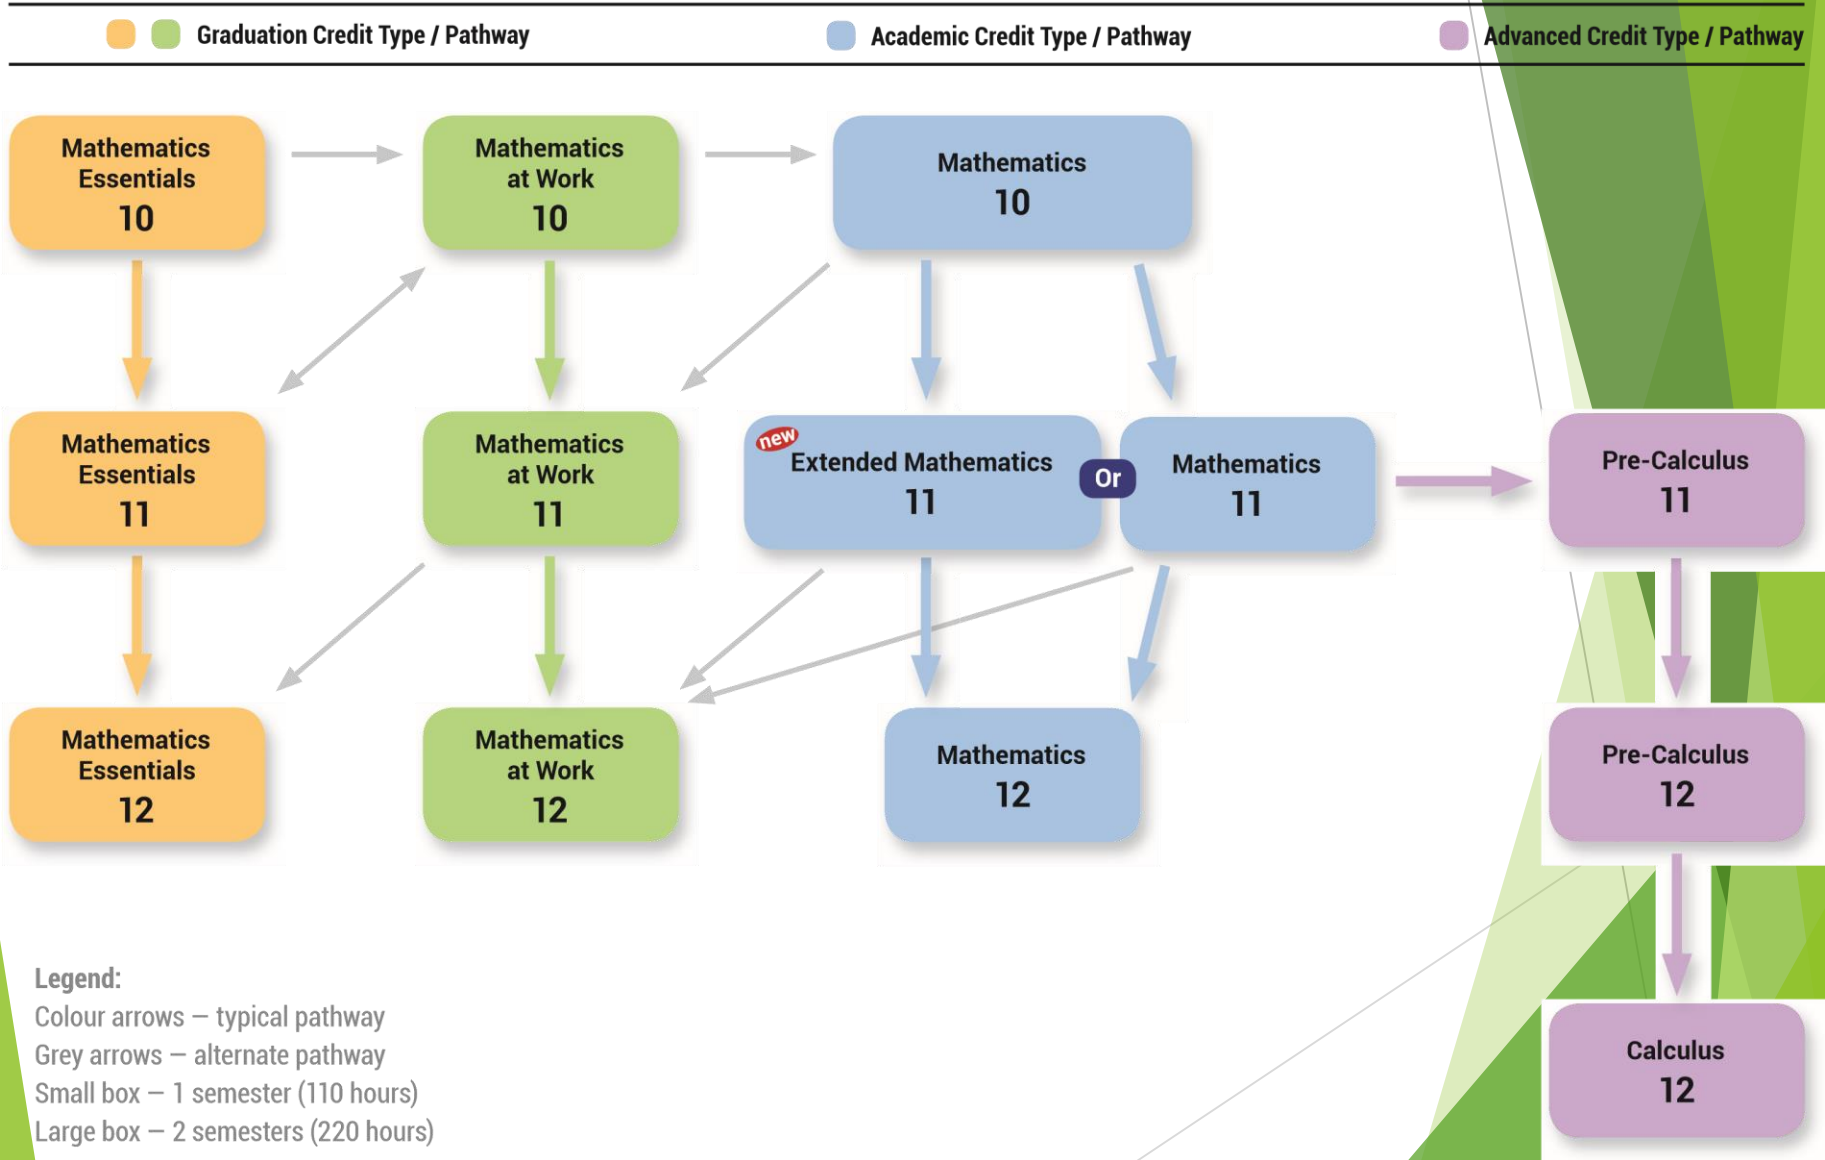 Graduation Credit Type / Pathway
Academic Credit Type / Pathway
Advanced Credit Type / Pathway
Mathematics
Essentials
10
Mathematics
at Work
10
Mathematics
10
Mathematics
Essentials
11
Mathematics
at Work
11
new
Extended Mathematics
11
Or
Mathematics
11
Pre-Calculus
11
Mathematics
Essentials
12
Mathematics
at Work
12
Mathematics
12
Pre-Calculus
12
Calculus
12
Legend:
Colour arrows – typical pathway
Grey arrows – alternate pathway
Small box – 1 semester (110 hours)
Large box – 2 semesters (220 hours)